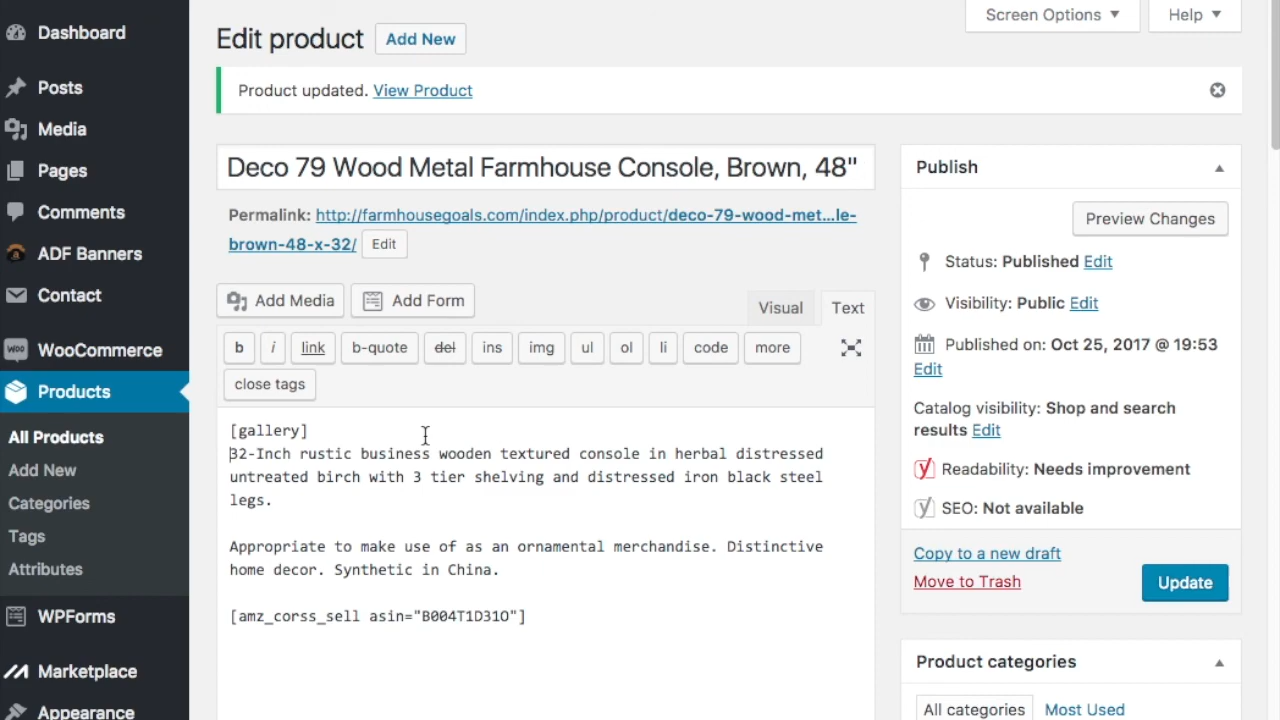 Dashboard
Posts
Media
Pages
Comments
ADF Banners
Contact
WooCommerce
Products
All Products
Add New
Categories
Tags
Attributes
WPForms
Marketplace
Appearance
Screen Options
Help
Edit product
Add New
Product updated. View Product
Deco 79 Wood Metal Farmhouse Console, Brown, 48"
Permalink: http://farmhousegoals.com/index.php/product/deco-79-wood-met...le-
brown-48-x-32/ Edit
Add Media
Add Form
Visual
Text
b
i
link
b-quote
del
ins
img
ul
ol
li
code
more
close tags
[gallery]
32-Inch rustic business wooden textured console in herbal distressed
untreated birch with 3 tier shelving and distressed iron black steel
legs.
Appropriate to make use of as an ornamental merchandise. Distinctive
home decor. Synthetic in China.
[amz_corss_sell asin="B004T1D31O"]
Publish
Preview Changes
Status: Published Edit
Visibility: Public Edit
Published on: Oct 25, 2017 @ 19:53
Edit
Catalog visibility: Shop and search
results Edit
Readability: Needs improvement
SEO: Not available
Copy to a new draft
Move to Trash
Update
Product categories
All categories
Most Used